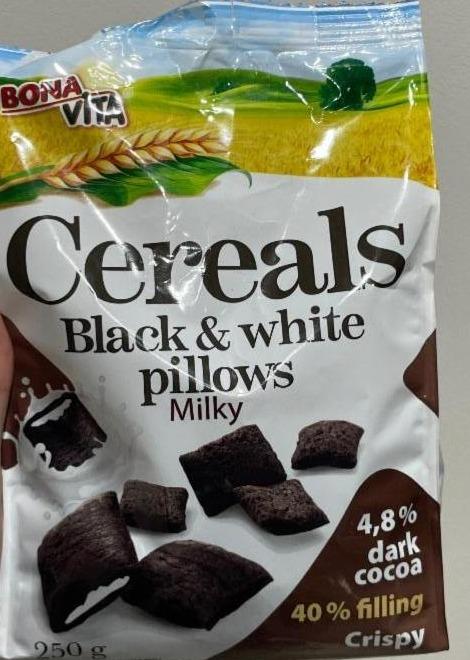 BONA
VITA
Cereals
Black & white
pillows
Milky
4,8%
dark
cocoa
40% filling
Crispy
250 g